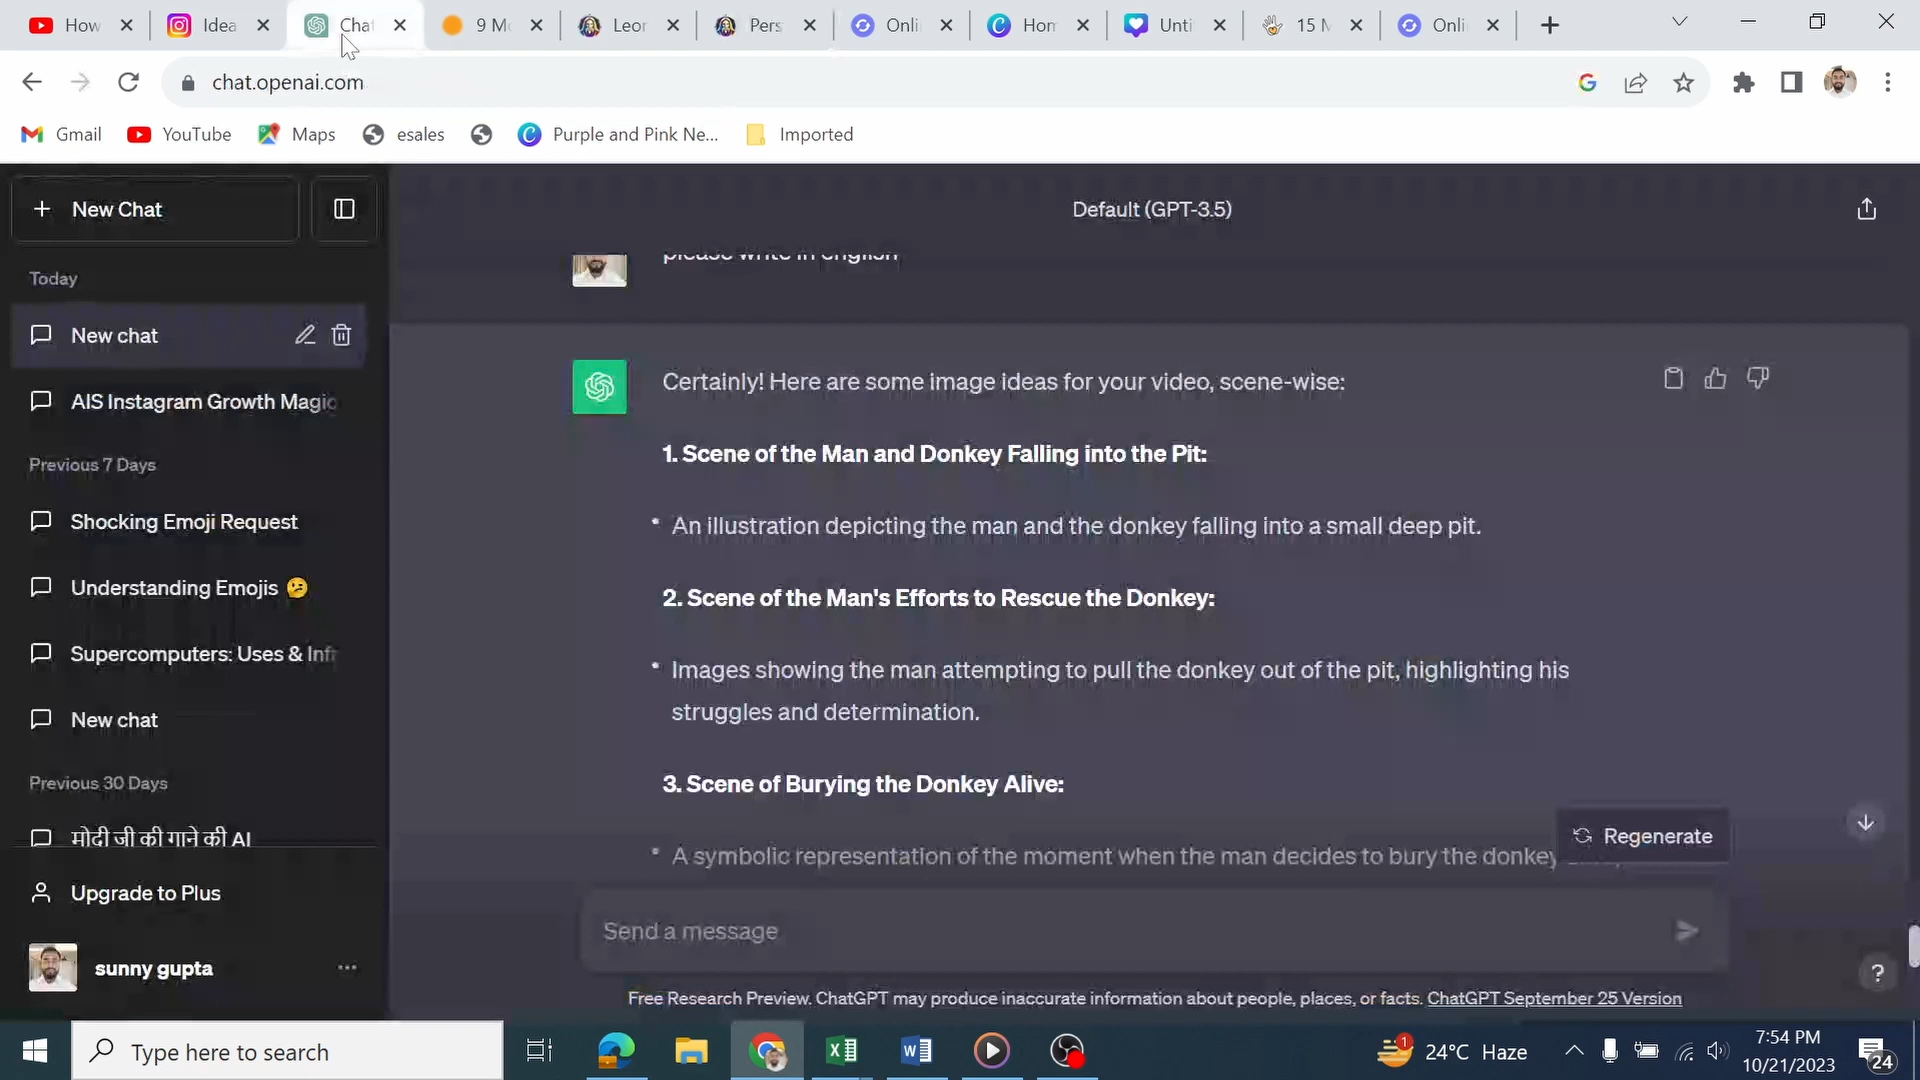 How
Idea
Chat
9 Mo
Leor
Pers
Onli
Hom
Unti
15 M
Onli
chat.openai.com
Gmail
YouTube
Maps
esales
Purple and Pink Ne...
Imported
New Chat
Default (GPT-3.5)
please write in english
Today
New chat
AIS Instagram Growth Magic
Previous 7 Days
Shocking Emoji Request
Understanding Emojis 🤔
Supercomputers: Uses & Infr
New chat
Previous 30 Days
मोदी जी की गाने की AI
Upgrade to Plus
sunny gupta
Certainly! Here are some image ideas for your video, scene-wise:
1. Scene of the Man and Donkey Falling into the Pit:
• An illustration depicting the man and the donkey falling into a small deep pit.
2. Scene of the Man's Efforts to Rescue the Donkey:
• Images showing the man attempting to pull the donkey out of the pit, highlighting his
struggles and determination.
3. Scene of Burying the Donkey Alive:
• A symbolic representation of the moment when the man decides to bury the donkey
Regenerate
Send a message
?
Free Research Preview. ChatGPT may produce inaccurate information about people, places, or facts. ChatGPT September 25 Version
Type here to search
1
24°C Haze
7:54 PM
10/21/2023
24